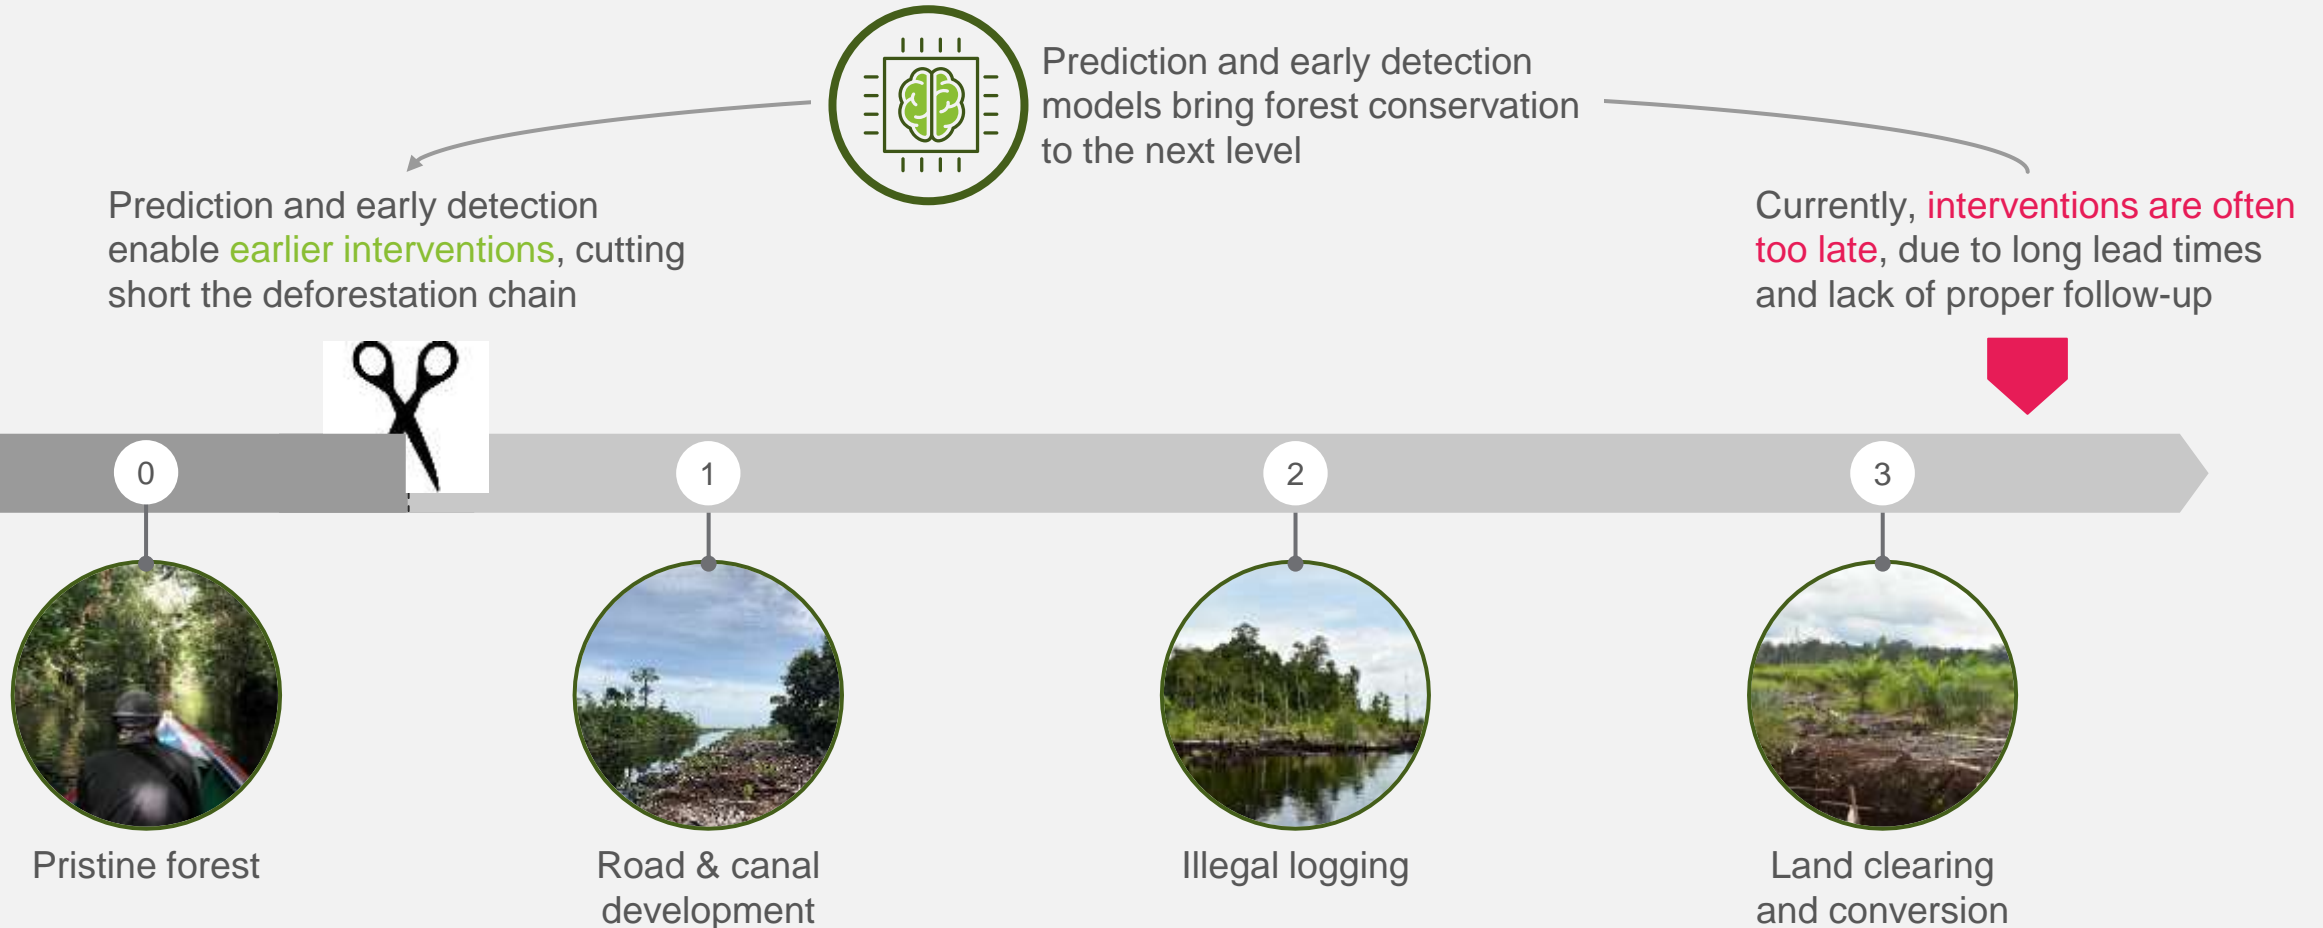 Prediction and early detection
models bring forest conservation
to the next level
Prediction and early detection
enable earlier interventions, cutting
short the deforestation chain
Currently, interventions are often
too late, due to long lead times
and lack of proper follow-up
0
1
2
3
Pristine forest
Road & canal
development
Illegal logging
Land clearing
and conversion